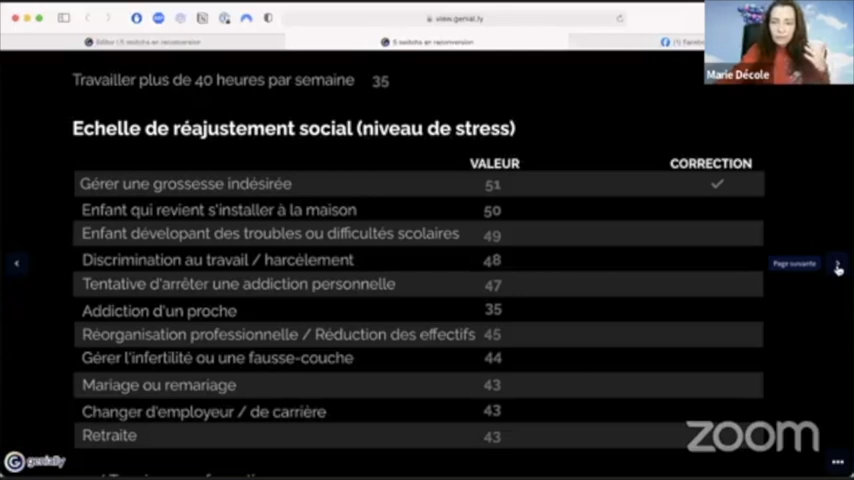 view.genial.ly
Editor | 5 switchs en reconversion
5 switchs en reconversion
Marie Décole
Travailler plus de 40 heures par semaine 35
Echelle de réajustement social (niveau de stress)
VALEUR CORRECTION
Gérer une grossesse indésirée 51 ✓
Enfant qui revient s'installer à la maison 50
Enfant dévelopant des troubles ou difficultés scolaires 49
Discrimination au travail / harcèlement 48
Page suivante
Tentative d'arrêter une addiction personnelle 47
Addiction d'un proche 35
Réorganisation professionnelle / Réduction des effectifs 45
Gérer l'infertilité ou une fausse-couche 44
Mariage ou remariage 43
Changer d'employeur / de carrière 43
Retraite 43
zoom
genially